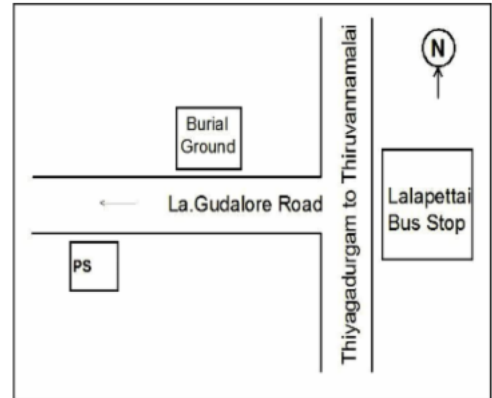 N
Burial
Ground
Thiyagadurgam to Thiruvannamalai
La.Gudalore Road
Lalapettai
Bus Stop
PS